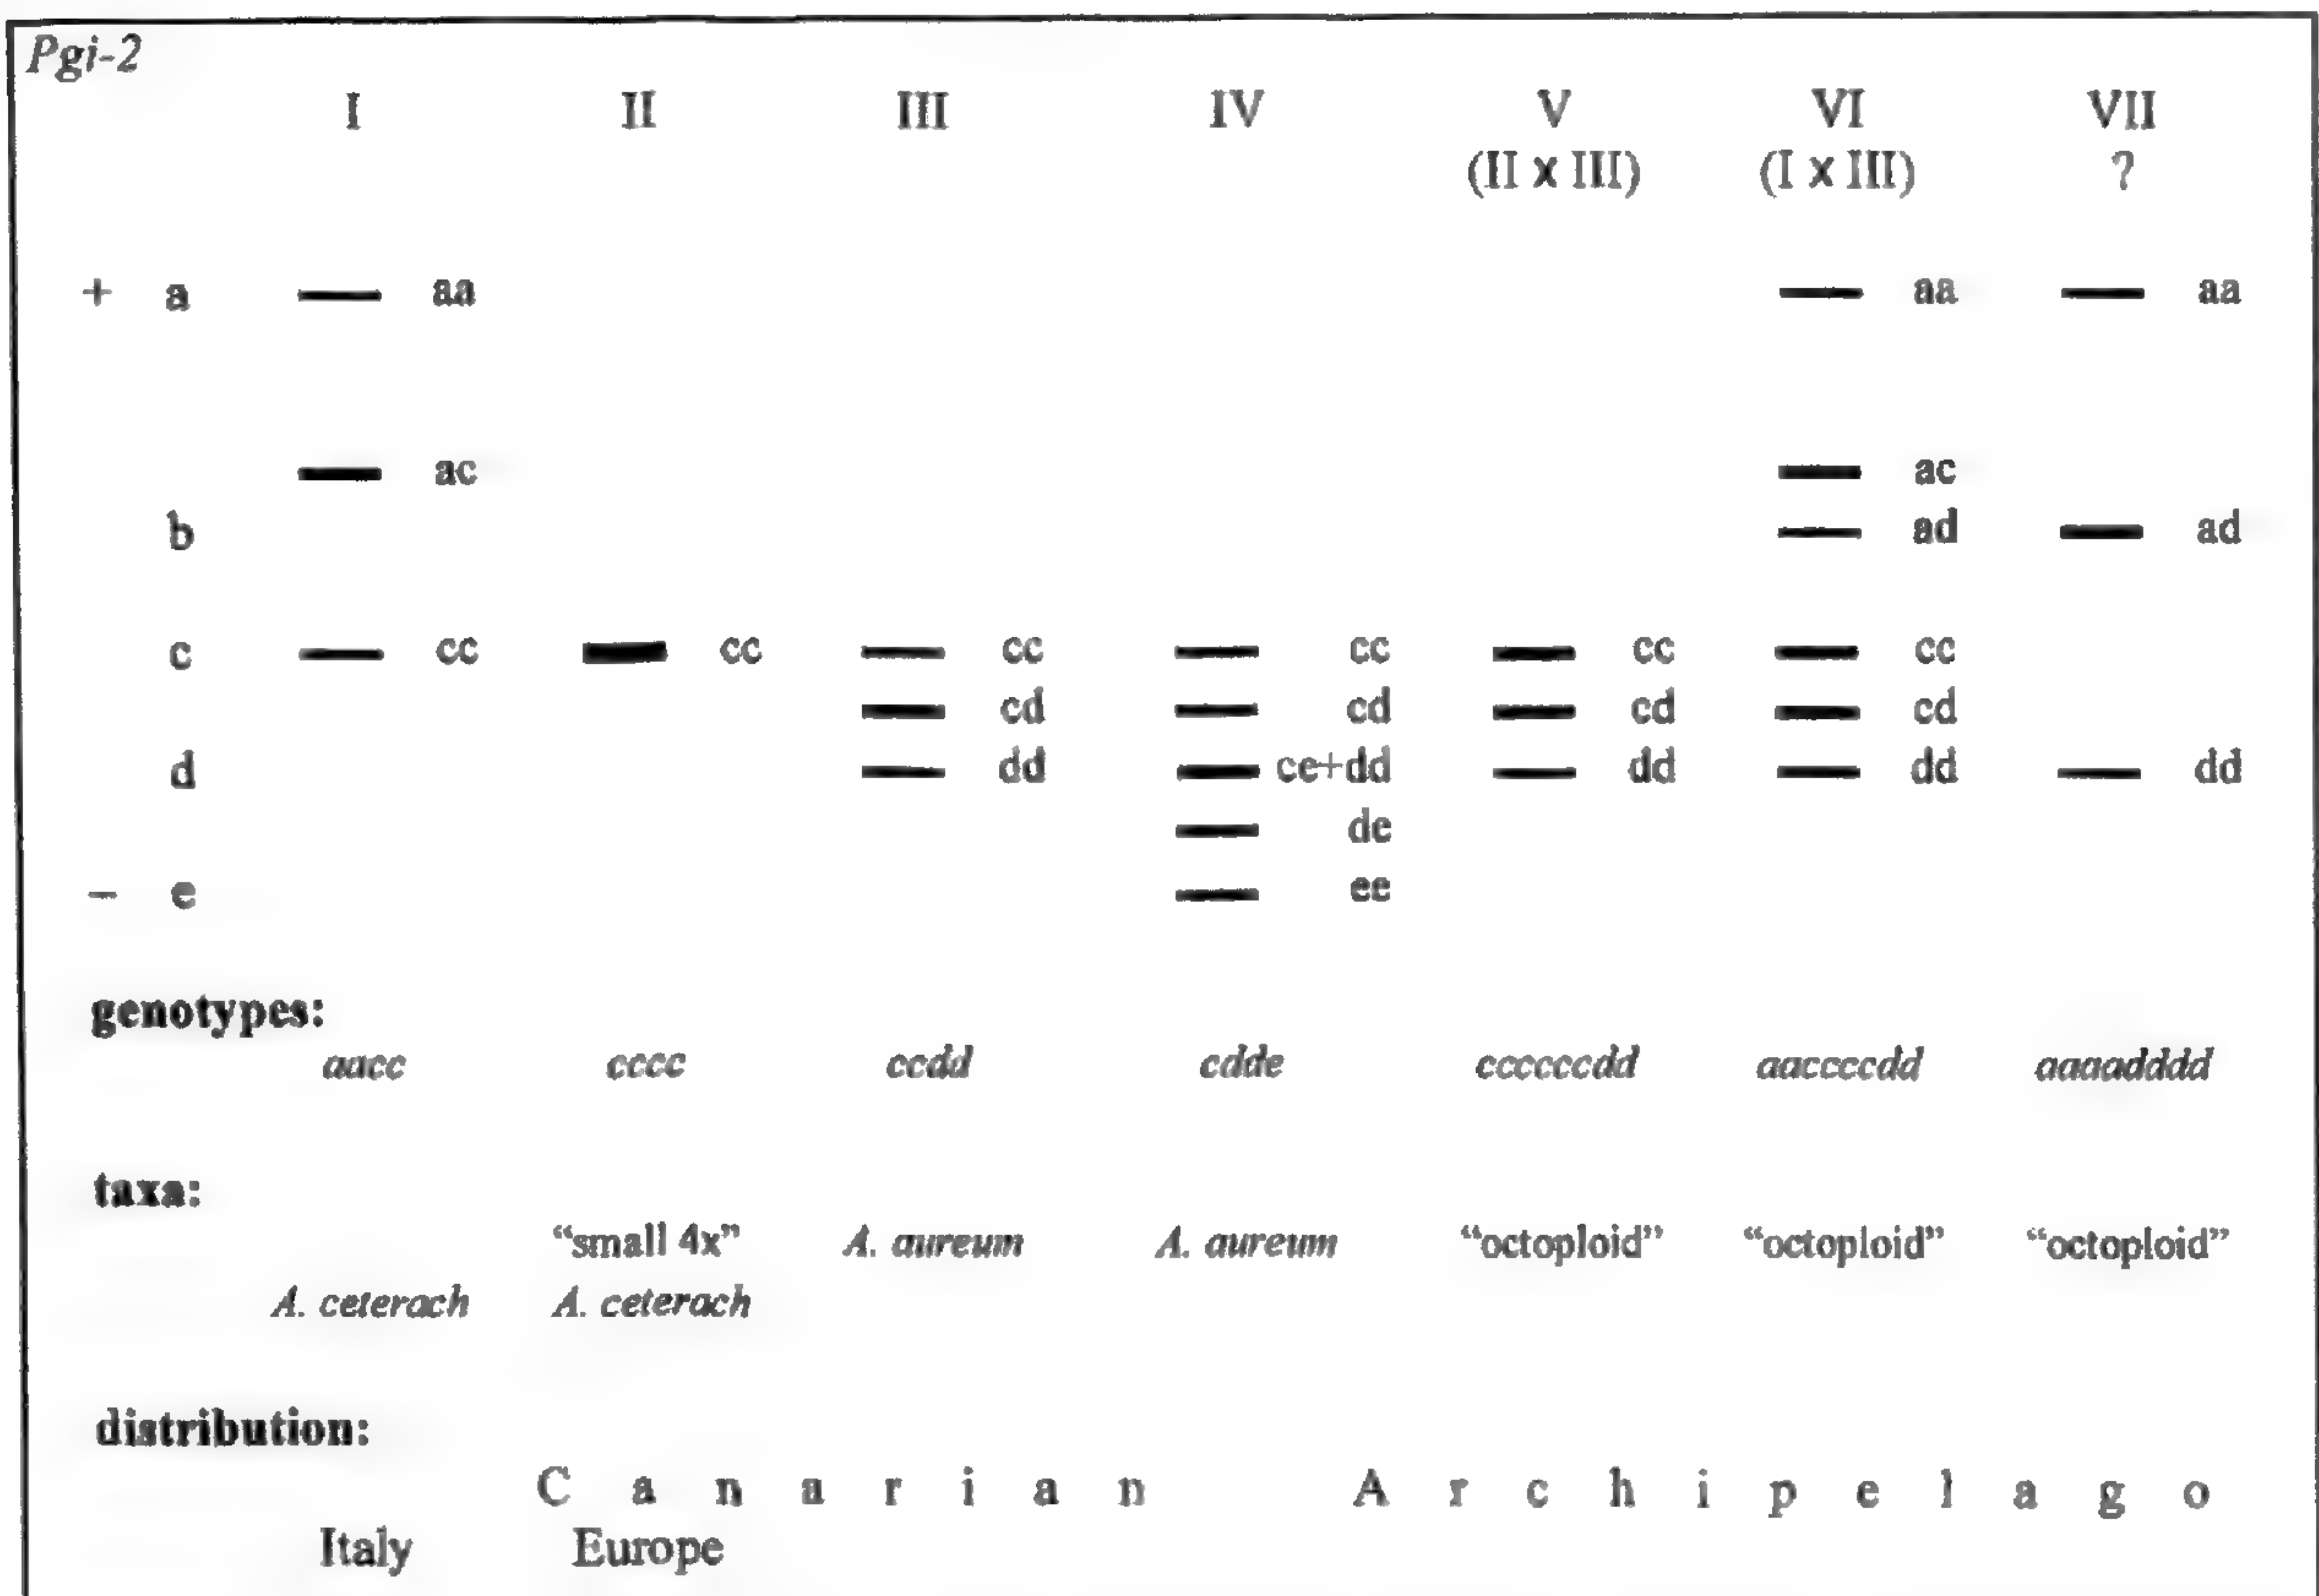 Pgi-2
I II III IV V VI VII
(II x III) (I x III) ?
+ a aa aa aa
ac ac
b ad ad
c cc cc cc cc cc cc
cd cd cd cd
d dd ce+dd dd dd dd
de
− e ee
genotypes:
aacc cccc ccdd cdde ccccccdd aaccccdd aaaadddd
taxa:
“small 4x” A. aureum A. aureum “octoploid” “octoploid” “octoploid”
A. ceterach A. ceterach
distribution:
C a n a r i a n A r c h i p e l a g o
Italy Europe